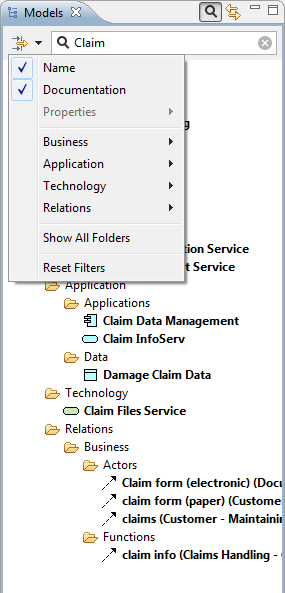 Models
Claim
Name
Documentation
Properties
Business
Application
Technology
Relations
Show All Folders
Reset Filters
Service
Service
Application
Applications
Claim Data Management
Claim InfoServ
Data
Damage Claim Data
Technology
Claim Files Service
Relations
Business
Actors
Claim form (electronic) (Docu
claim form (paper) (Customer
claims (Customer - Maintainin
Functions
claim info (Claims Handling -